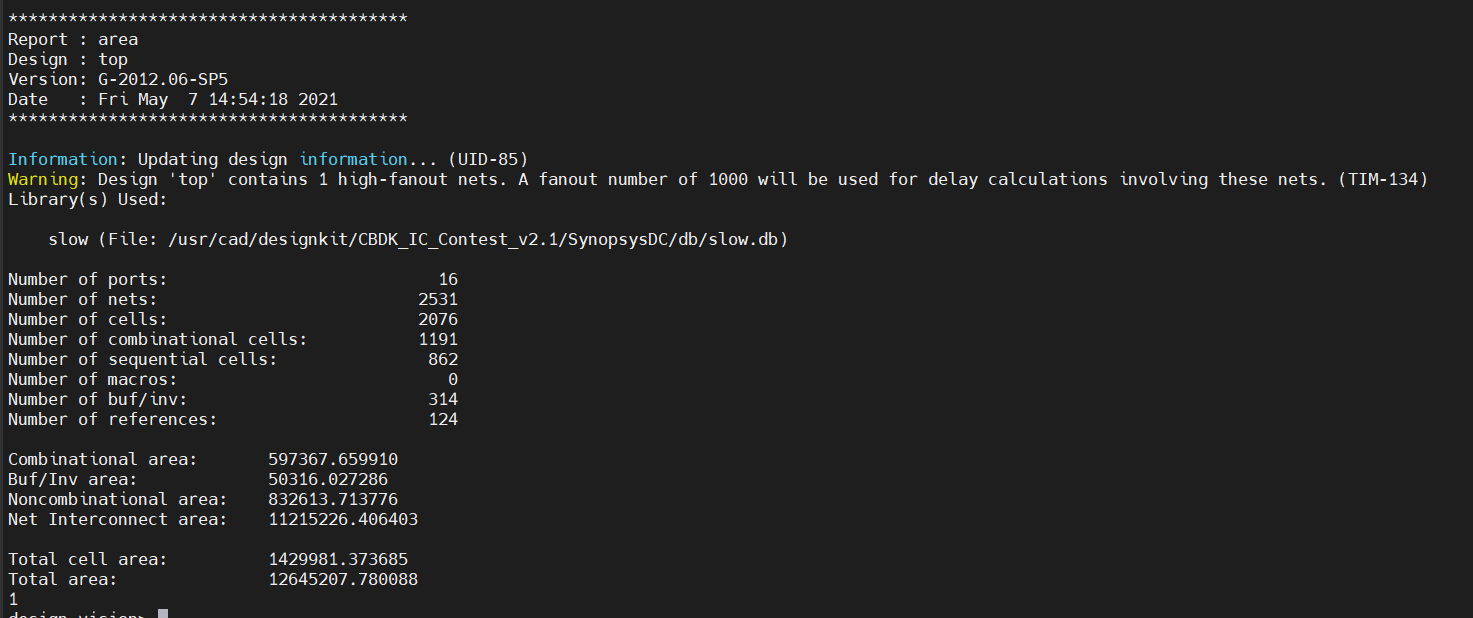 ****************************************
Report : area
Design : top
Version: G-2012.06-SP5
Date   : Fri May  7 14:54:18 2021
****************************************
Information: Updating design information... (UID-85)
Warning: Design 'top' contains 1 high-fanout nets. A fanout number of 1000 will be used for delay calculations involving these nets. (TIM-134)
Library(s) Used:
    slow (File: /usr/cad/designkit/CBDK_IC_Contest_v2.1/SynopsysDC/db/slow.db)
Number of ports:                           16
Number of nets:                          2531
Number of cells:                         2076
Number of combinational cells:           1191
Number of sequential cells:               862
Number of macros:                           0
Number of buf/inv:                        314
Number of references:                     124
Combinational area:       597367.659910
Buf/Inv area:             50316.027286
Noncombinational area:    832613.713776
Net Interconnect area:    11215226.406403
Total cell area:          1429981.373685
Total area:               12645207.780088
1
design_vision>